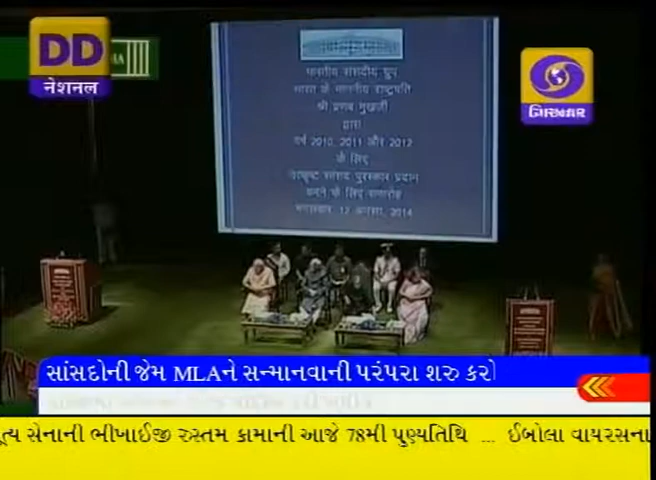 DD
નેશનલ
GIRNAR
भारतीय संसदीय ग्रुप
भारत के माननीय राष्ट्रपति
श्री प्रणब मुखर्जी
द्वारा
वर्ष 2010, 2011 और 2012
के लिए
उत्कृष्ट सांसद पुरस्कार प्रदान
करने के लिए समारोह
मंगलवार, 12 अगस्त, 2014
સાંસદોની જેમ MLAને સન્માનવાની પરંપરા શરુ કરો
સેનાની ભીખાઈજી રુસ્તમ કામાની આજે 78મી પુણ્યતિથિ ... ઈબોલા વાયરસના